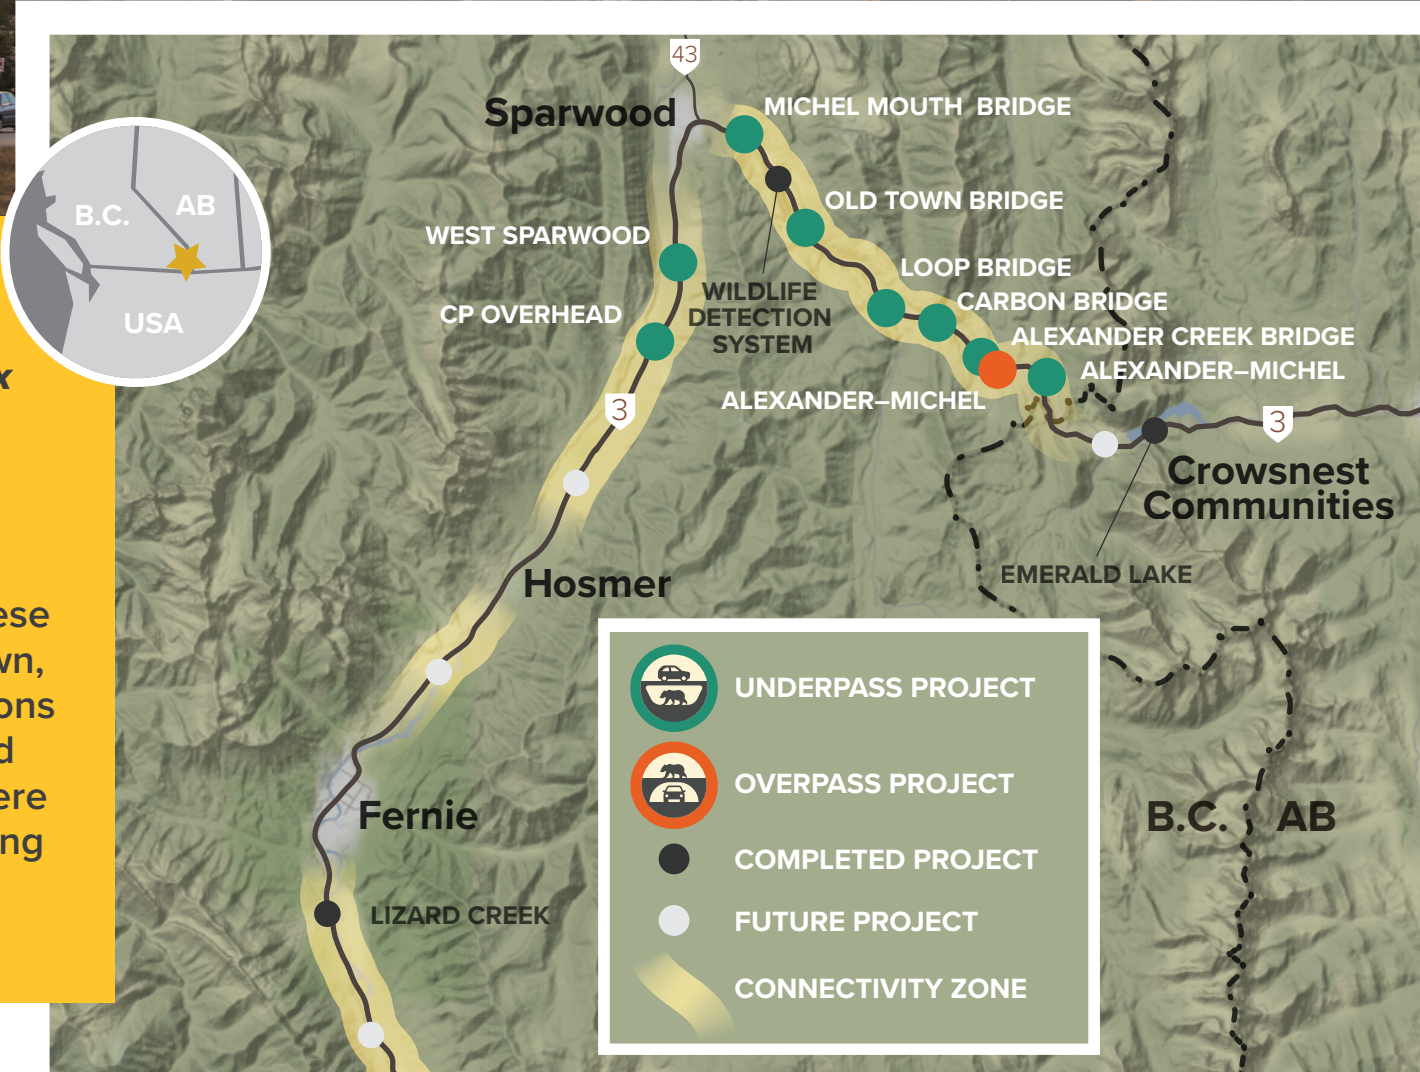 43
Sparwood
MICHEL MOUTH BRIDGE
B.C.
AB
USA
OLD TOWN BRIDGE
WEST SPARWOOD
LOOP BRIDGE
WILDLIFE
DETECTION
SYSTEM
CARBON BRIDGE
CP OVERHEAD
ALEXANDER CREEK BRIDGE
ALEXANDER–MICHEL
ALEXANDER–MICHEL
3
3
Crowsnest
Communities
EMERALD LAKE
Hosmer
Fernie
LIZARD CREEK
UNDERPASS PROJECT
OVERPASS PROJECT
COMPLETED PROJECT
FUTURE PROJECT
CONNECTIVITY ZONE
B.C.
AB